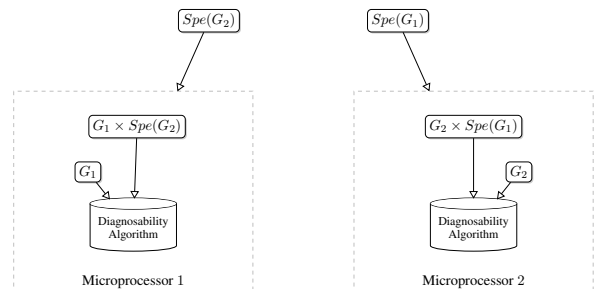 Spe(G₂)
Spe(G₁)
G₁ × Spe(G₂)
G₁
Diagnosability
Algorithm
Microprocessor 1
G₂ × Spe(G₁)
G₂
Diagnosability
Algorithm
Microprocessor 2